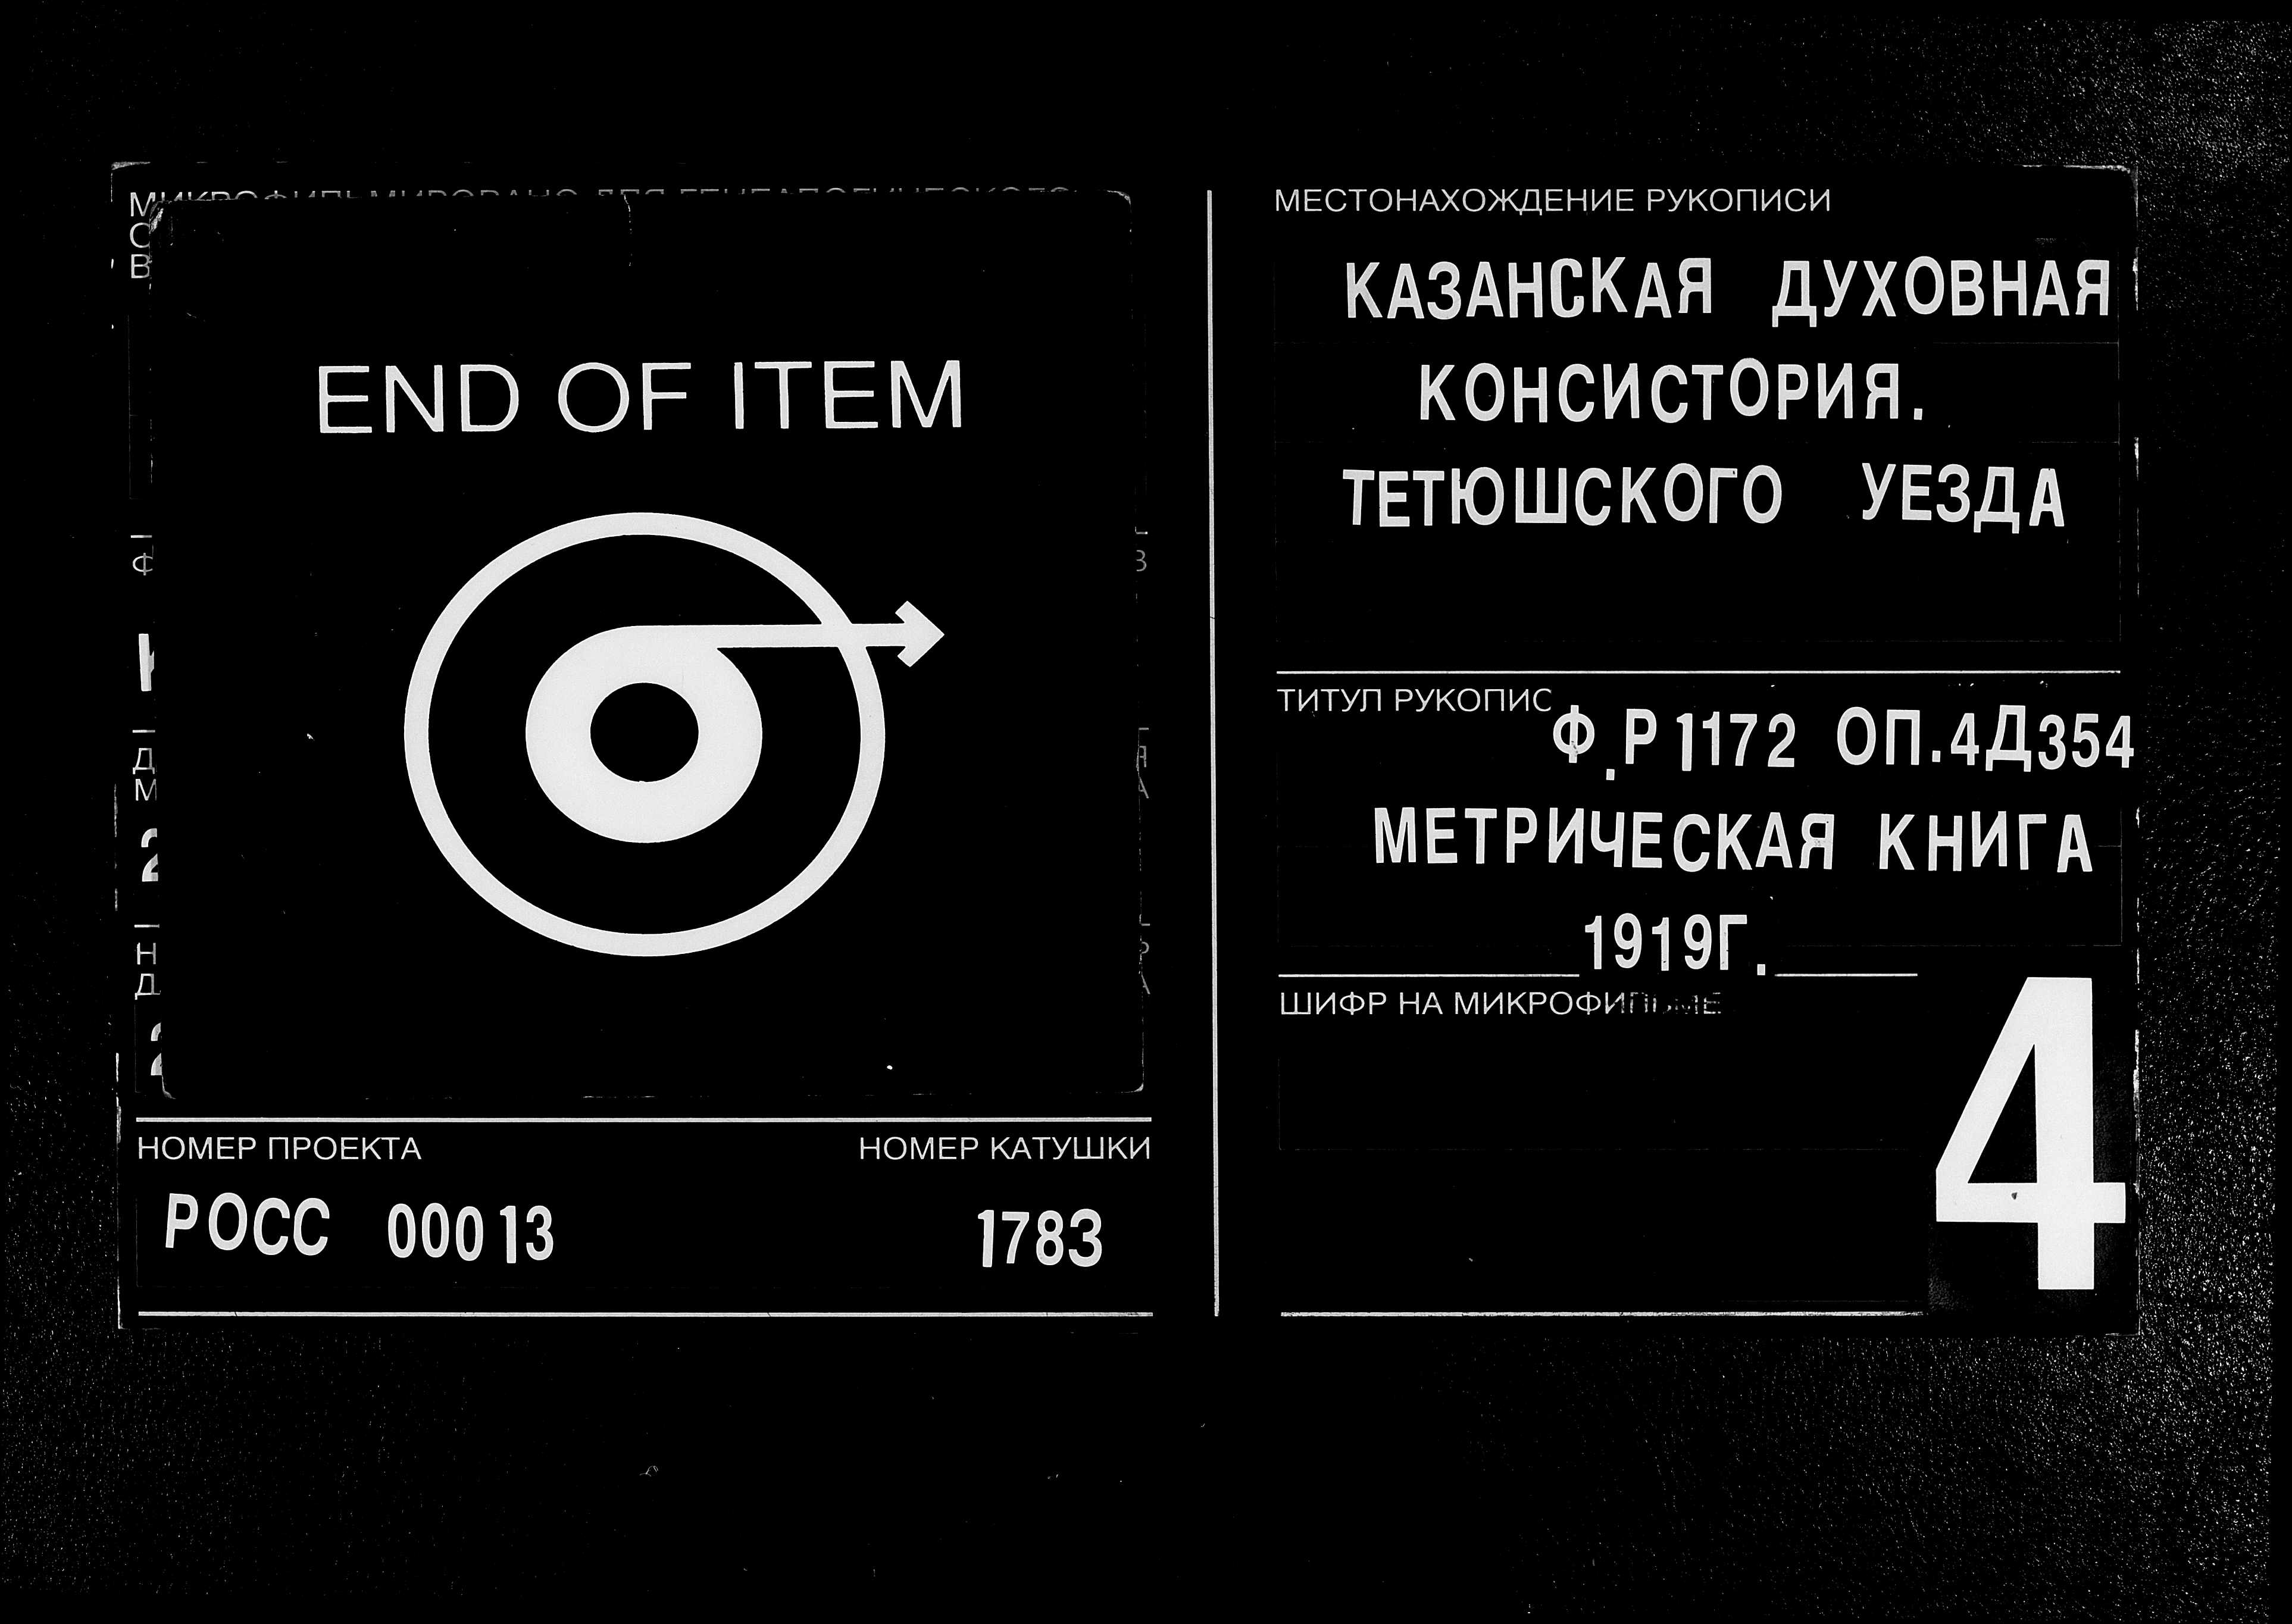 END OF ITEM
НОМЕР ПРОЕКТА
НОМЕР КАТУШКИ
РОСС 00013
1783
МЕСТОНАХОЖДЕНИЕ РУКОПИСИ
КАЗАНСКАЯ ДУХОВНАЯ
КОНСИСТОРИЯ.
ТЕТЮШСКОГО УЕЗДА
ТИТУЛ РУКОПИС
Ф.Р1172 ОП.4Д354
МЕТРИЧЕСКАЯ КНИГА
1919Г.
ШИФР НА МИКРОФИЛЬМЕ
4